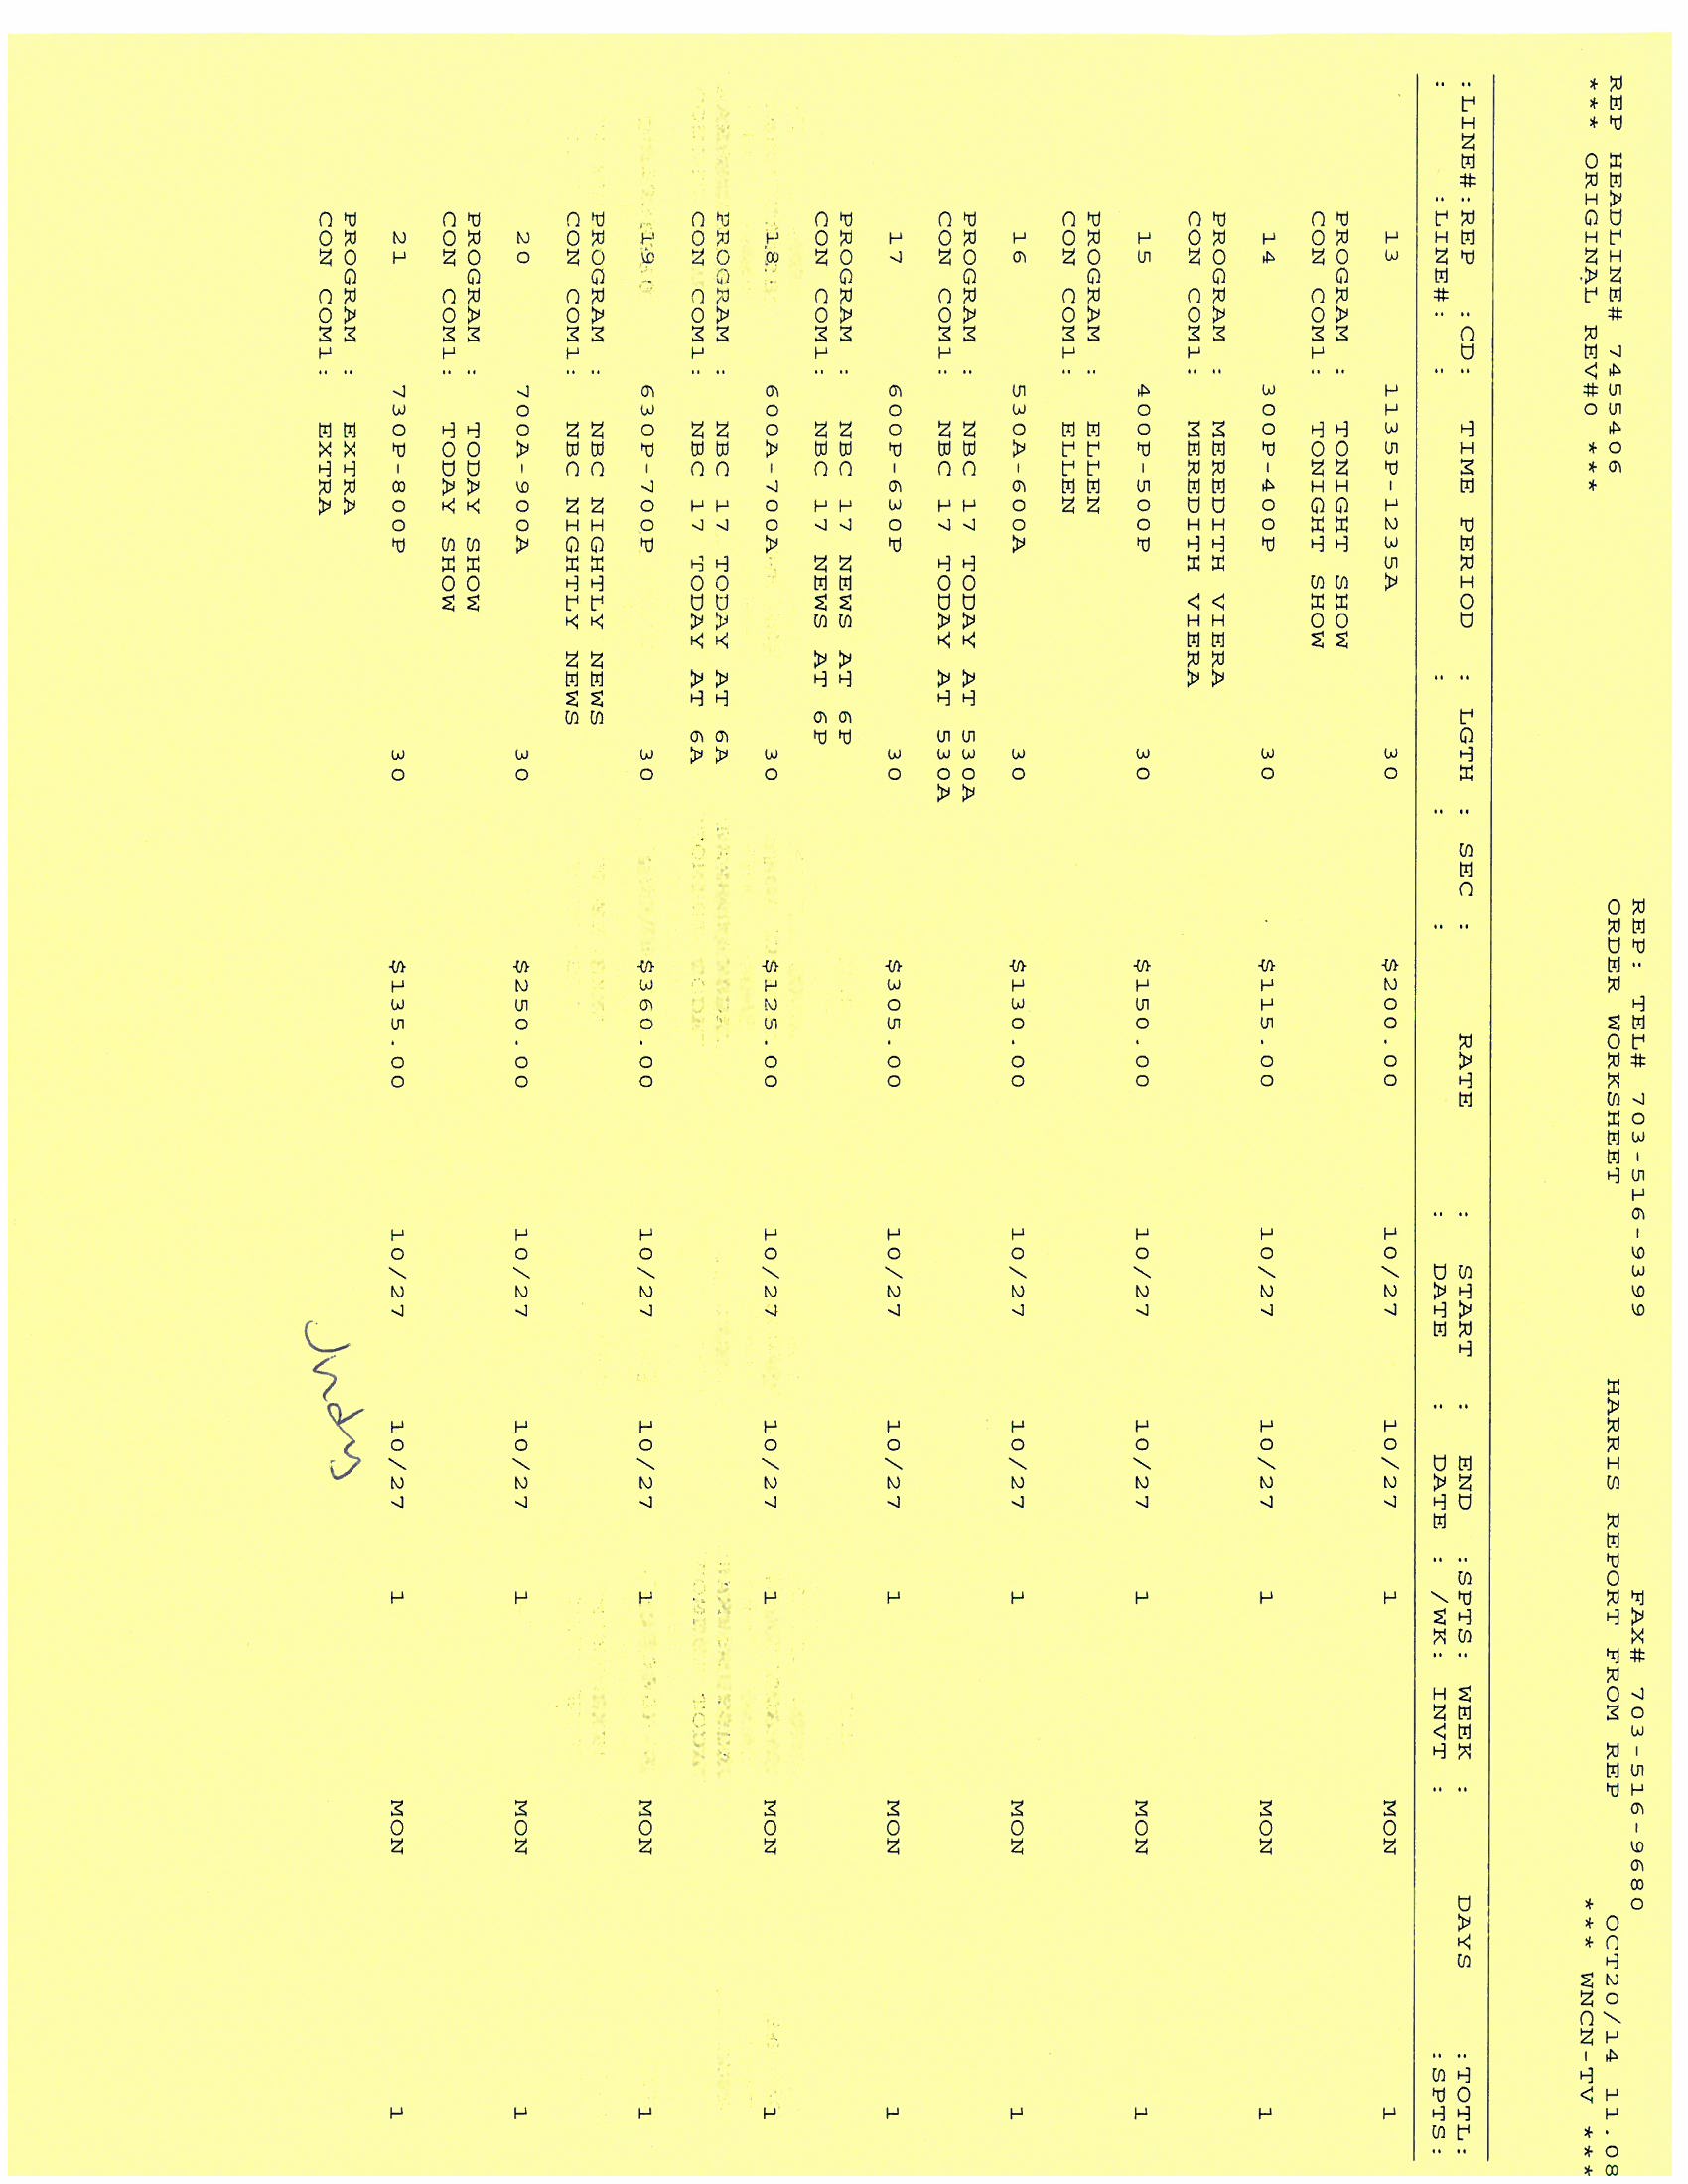 REP: TEL# 703-516-9399 FAX# 703-516-9680
REP HEADLINE# 7455406 ORDER WORKSHEET HARRIS REPORT FROM REP OCT20/14 11.08
*** ORIGINAL REV#0 *** *** WNCN-TV ***
:LINE#:REP :CD: TIME PERIOD : LGTH : SEC : RATE : START : END :SPTS: WEEK : DAYS :TOTL:
: :LINE#: : : : : DATE : DATE : /WK: INVT : :SPTS:
13 1135P-1235A 30 $200.00 10/27 10/27 1 MON 1
PROGRAM : TONIGHT SHOW
CON COM1: TONIGHT SHOW
14 300P-400P 30 $115.00 10/27 10/27 1 MON 1
PROGRAM : MEREDITH VIERA
CON COM1: MEREDITH VIERA
15 400P-500P 30 $150.00 10/27 10/27 1 MON 1
PROGRAM : ELLEN
CON COM1: ELLEN
16 530A-600A 30 $130.00 10/27 10/27 1 MON 1
PROGRAM : NBC 17 TODAY AT 530A
CON COM1: NBC 17 TODAY AT 530A
17 600P-630P 30 $305.00 10/27 10/27 1 MON 1
PROGRAM : NBC 17 NEWS AT 6P
CON COM1: NBC 17 NEWS AT 6P
18 600A-700A 30 $125.00 10/27 10/27 1 MON 1
PROGRAM : NBC 17 TODAY AT 6A
CON COM1: NBC 17 TODAY AT 6A
19 630P-700P 30 $360.00 10/27 10/27 1 MON 1
PROGRAM : NBC NIGHTLY NEWS
CON COM1: NBC NIGHTLY NEWS
20 700A-900A 30 $250.00 10/27 10/27 1 MON 1
PROGRAM : TODAY SHOW
CON COM1: TODAY SHOW
21 730P-800P 30 $135.00 10/27 10/27 1 MON 1
PROGRAM : EXTRA
CON COM1: EXTRA